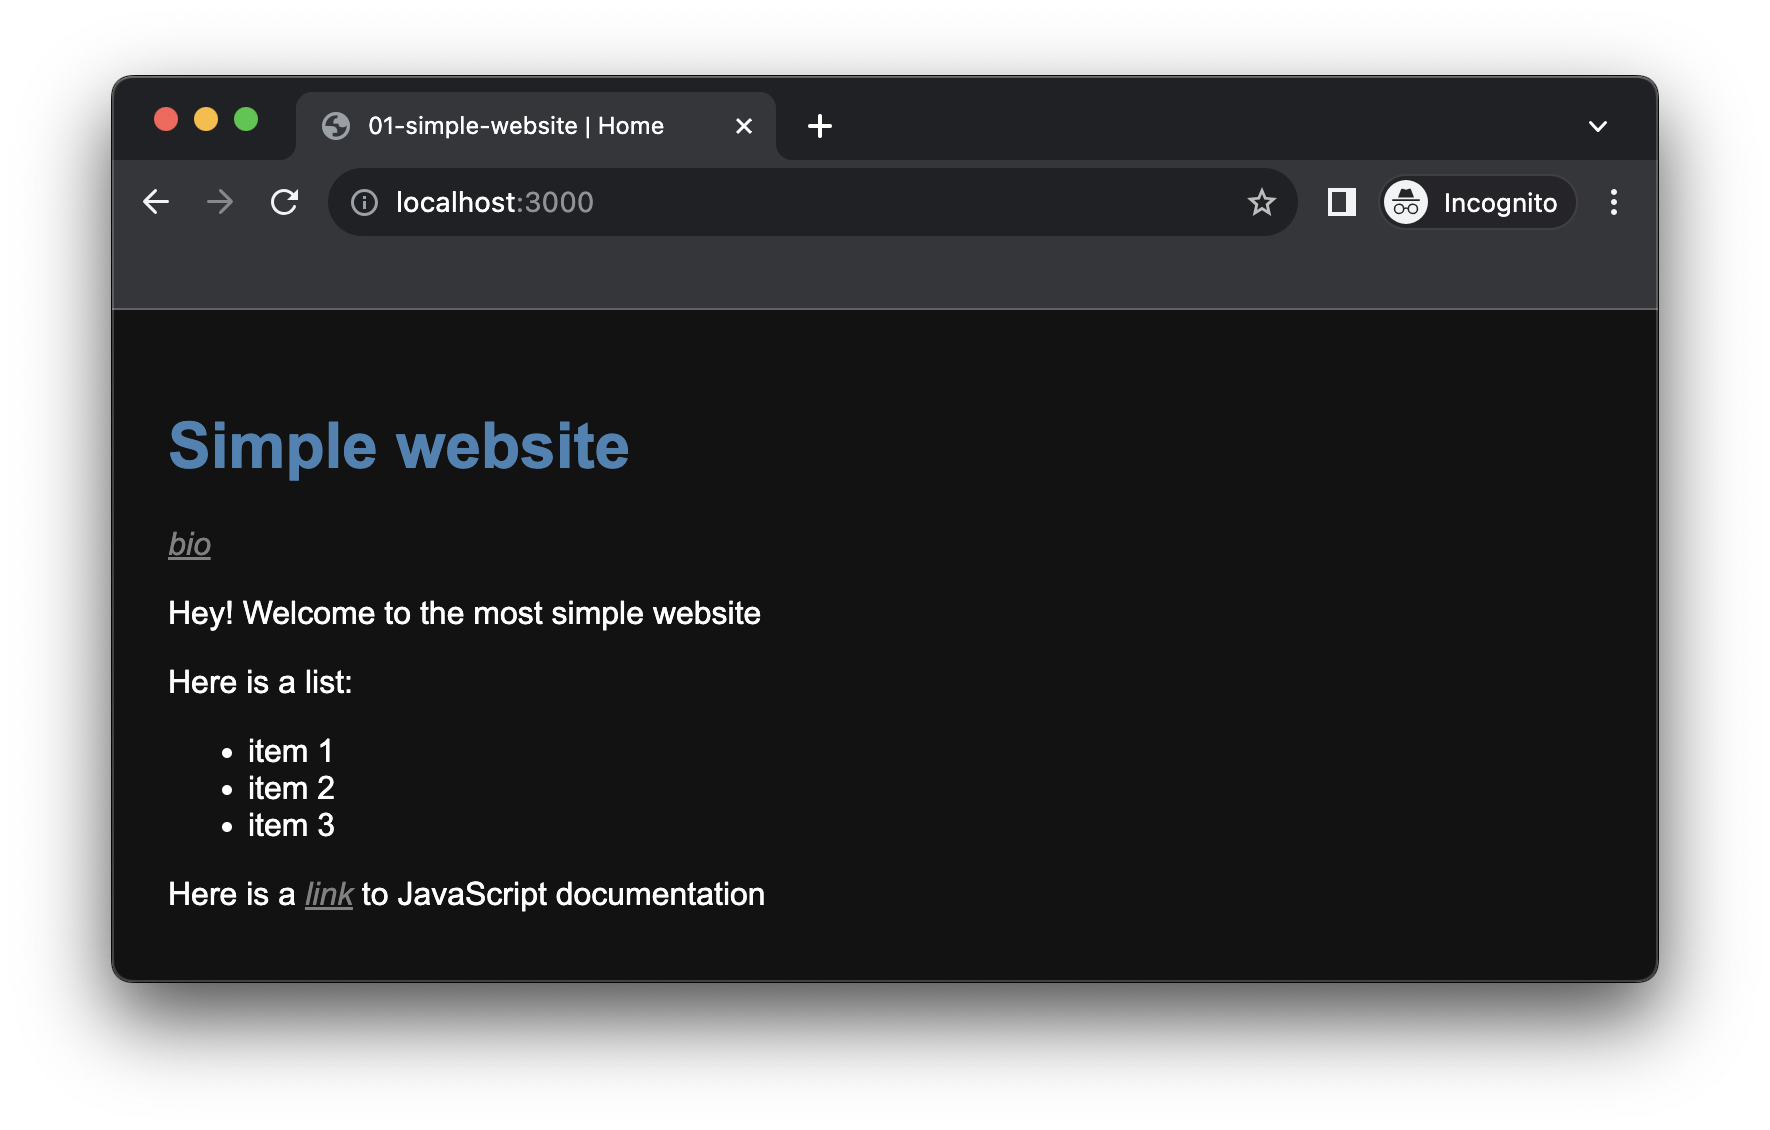 01-simple-website | Home
localhost:3000
Incognito
Simple website
bio
Hey! Welcome to the most simple website
Here is a list:
• item 1
• item 2
• item 3
Here is a link to JavaScript documentation